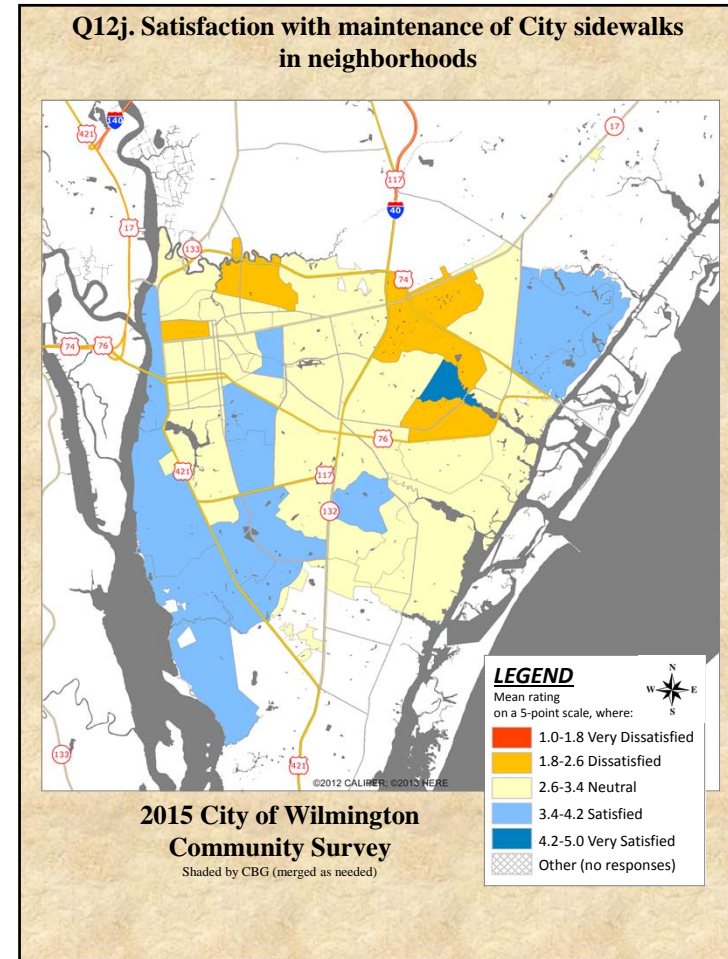 Q12j. Satisfaction with maintenance of City sidewalks
in neighborhoods
140
421
17
117
17
40
133
74
74
76
76
421
117
132
133
421
©2012 CALIPER; ©2013 HERE
LEGEND
Mean rating
on a 5-point scale, where:
N
W E
S
1.0-1.8 Very Dissatisfied
1.8-2.6 Dissatisfied
2.6-3.4 Neutral
3.4-4.2 Satisfied
4.2-5.0 Very Satisfied
Other (no responses)
2015 City of Wilmington
Community Survey
Shaded by CBG (merged as needed)